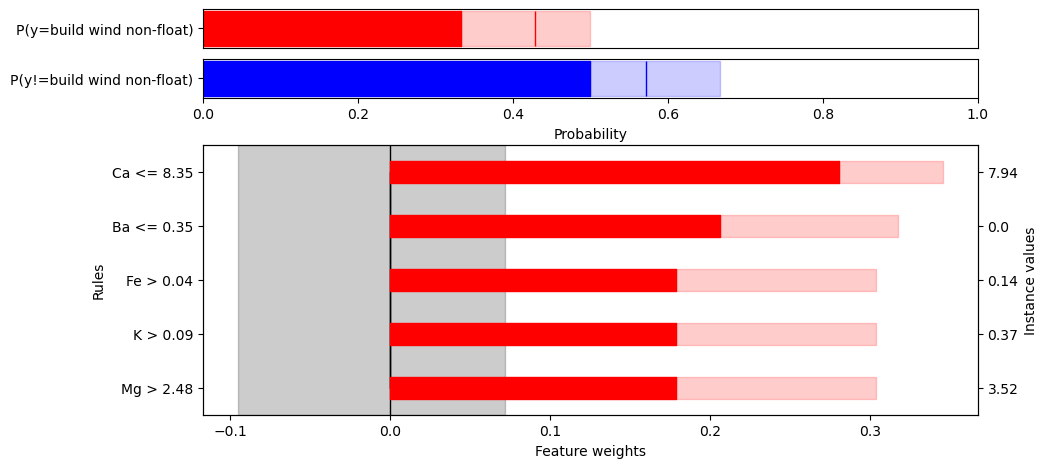 P(y=build wind non-float)
P(y!=build wind non-float)
0.0 0.2 0.4 0.6 0.8 1.0
Probability
Ca <= 8.35 7.94
Ba <= 0.35 0.0
Fe > 0.04 0.14
K > 0.09 0.37
Mg > 2.48 3.52
Rules
Instance values
−0.1 0.0 0.1 0.2 0.3
Feature weights